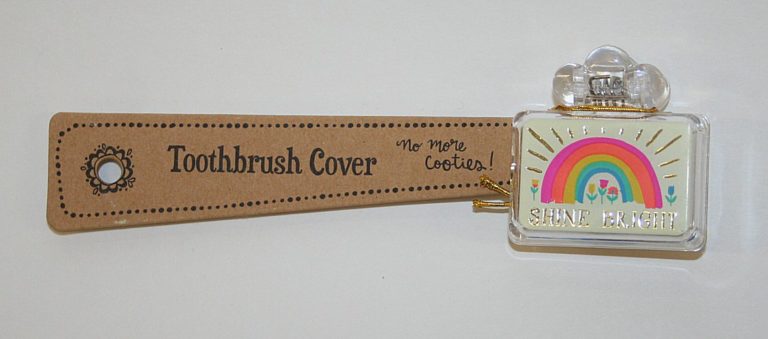 Toothbrush Cover
no more
cooties!
SHINE BRIGHT